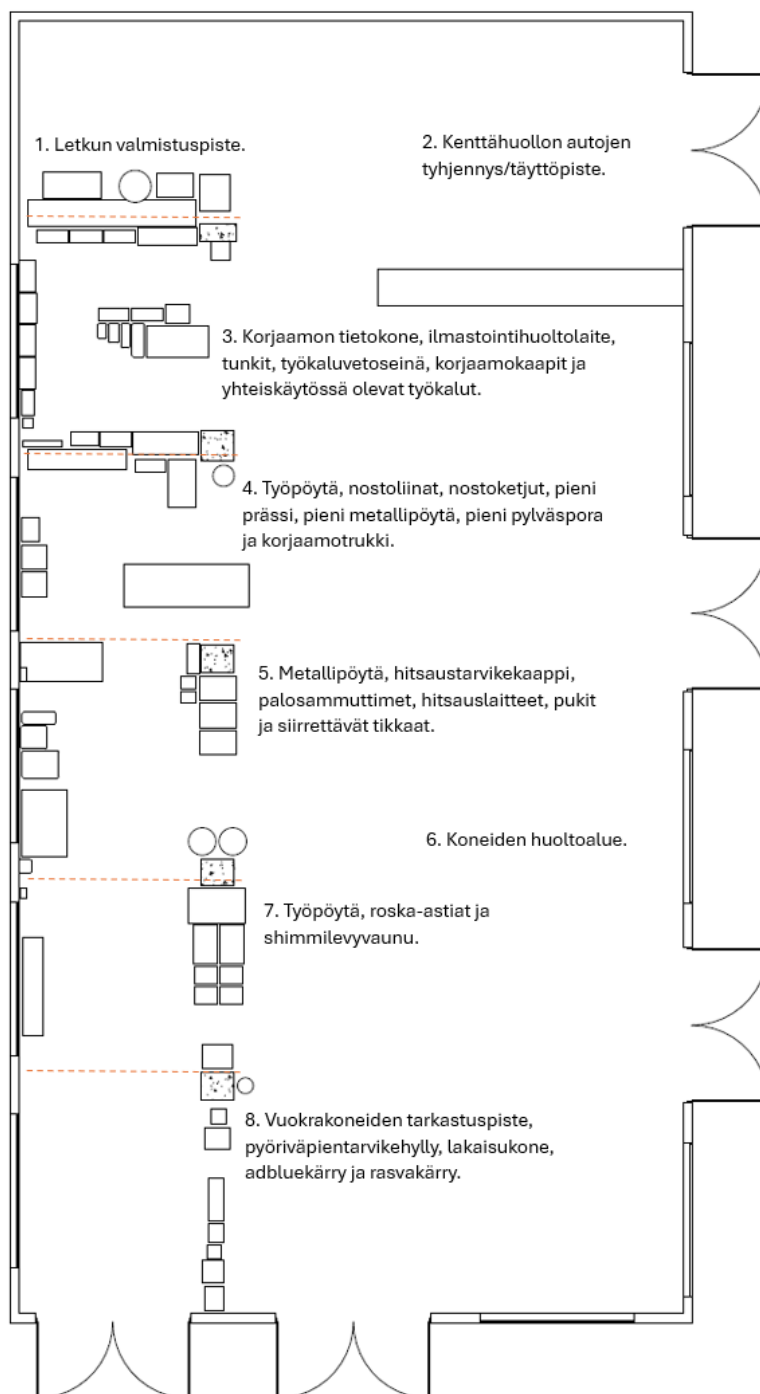 1. Letkun valmistuspiste.
2. Kenttähuollon autojen
tyhjennys/täyttöpiste.
3. Korjaamon tietokone, ilmastointihuoltolaite,
tunkit, työkaluvetoseinä, korjaamokaapit ja
yhteiskäytössä olevat työkalut.
4. Työpöytä, nostoliinat, nostoketjut, pieni
prässi, pieni metallipöytä, pieni pylväspora
ja korjaamotrukki.
5. Metallipöytä, hitsaustarvikekaappi,
palosammuttimet, hitsauslaitteet, pukit
ja siirrettävät tikkaat.
6. Koneiden huoltoalue.
7. Työpöytä, roska-astiat ja
shimmilevyvaunu.
8. Vuokrakoneiden tarkastuspiste,
pyöriväpientarvikehylly, lakaisukone,
adbluekärry ja rasvakärry.